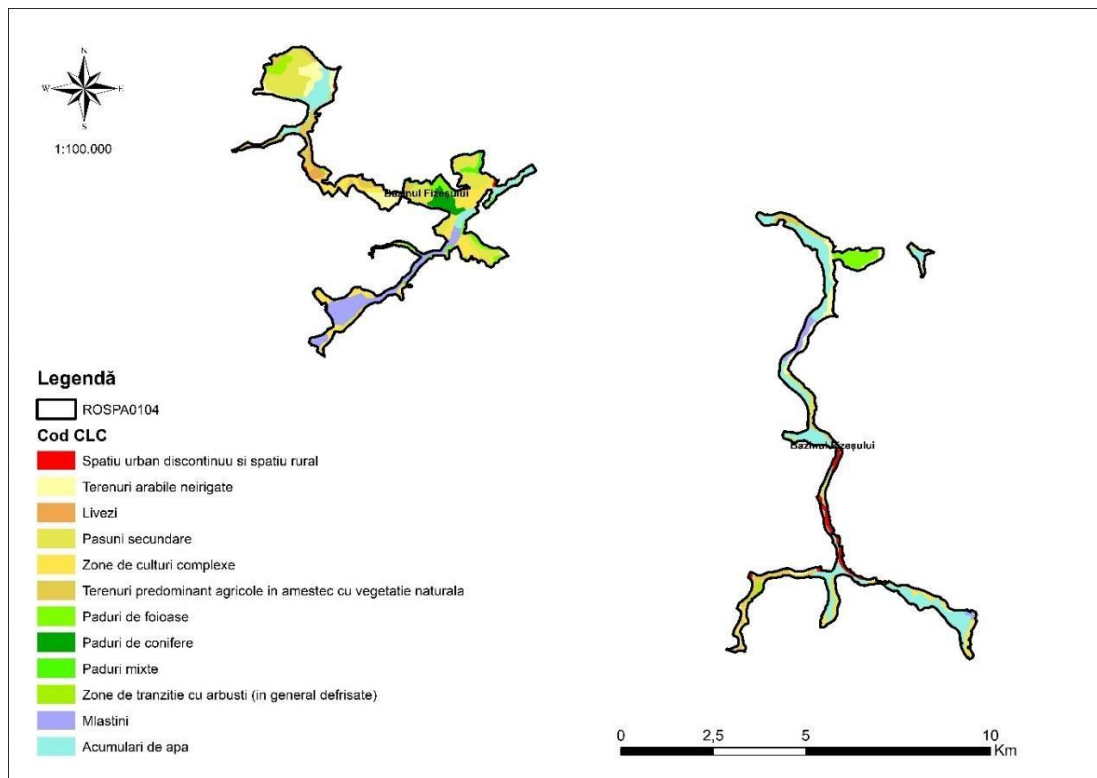 N
W E
S
1:100.000
Bazinul Fizeșului
Bazinul Fizeșului
Legendă
ROSPA0104
Cod CLC
Spatiu urban discontinuu si spatiu rural
Terenuri arabile neirigate
Livezi
Pasuni secundare
Zone de culturi complexe
Terenuri predominant agricole in amestec cu vegetatie naturala
Paduri de foioase
Paduri de conifere
Paduri mixte
Zone de tranzitie cu arbusti (in general defrisate)
Mlastini
Acumulari de apa
0 2,5 5 10
Km